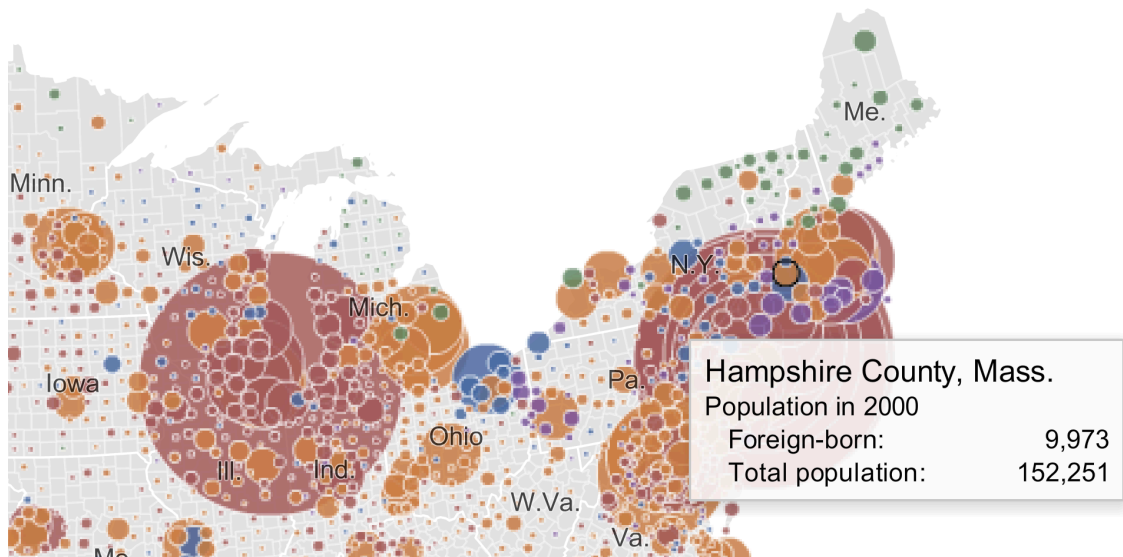 Me.
Minn.
Wis.
N.Y.
Mich.
Hampshire County, Mass.
Population in 2000
Foreign-born: 9,973
Total population: 152,251
Iowa
Pa.
Ohio
Ill.
Ind.
W.Va.
Va.
Mo.